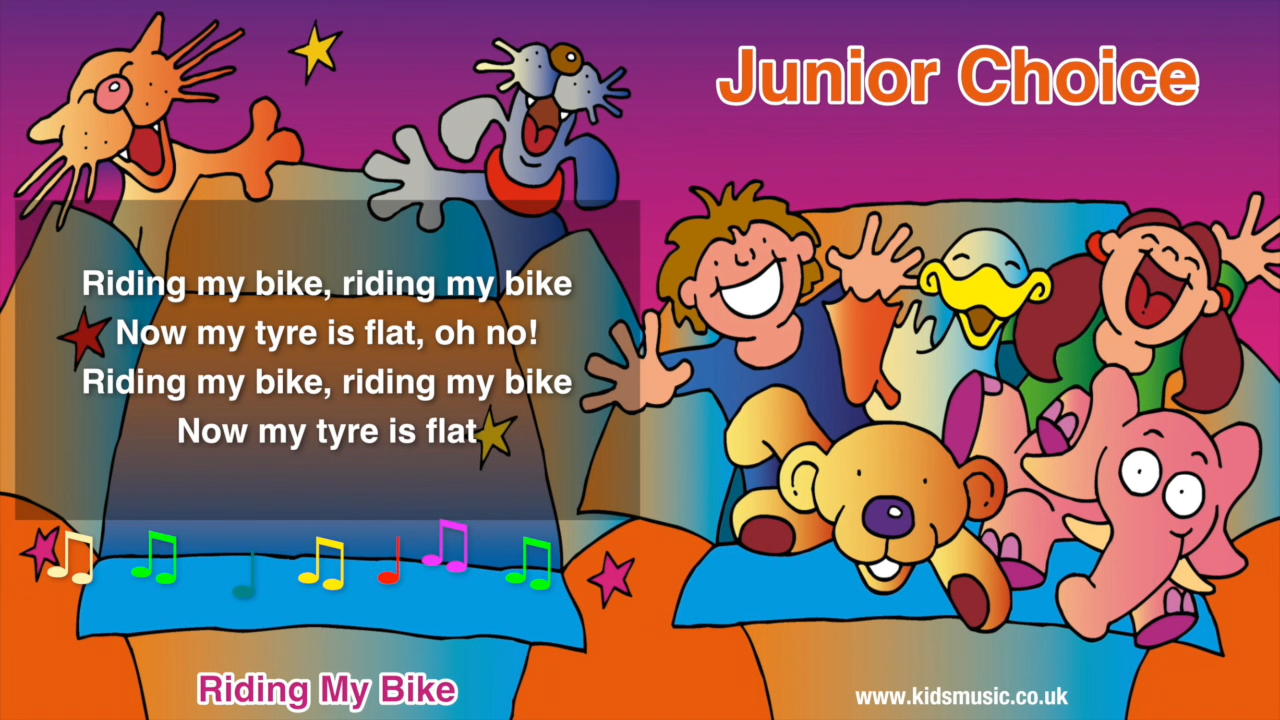 Junior Choice
Riding my bike, riding my bike
Now my tyre is flat, oh no!
Riding my bike, riding my bike
Now my tyre is flat
Riding My Bike
www.kidsmusic.co.uk